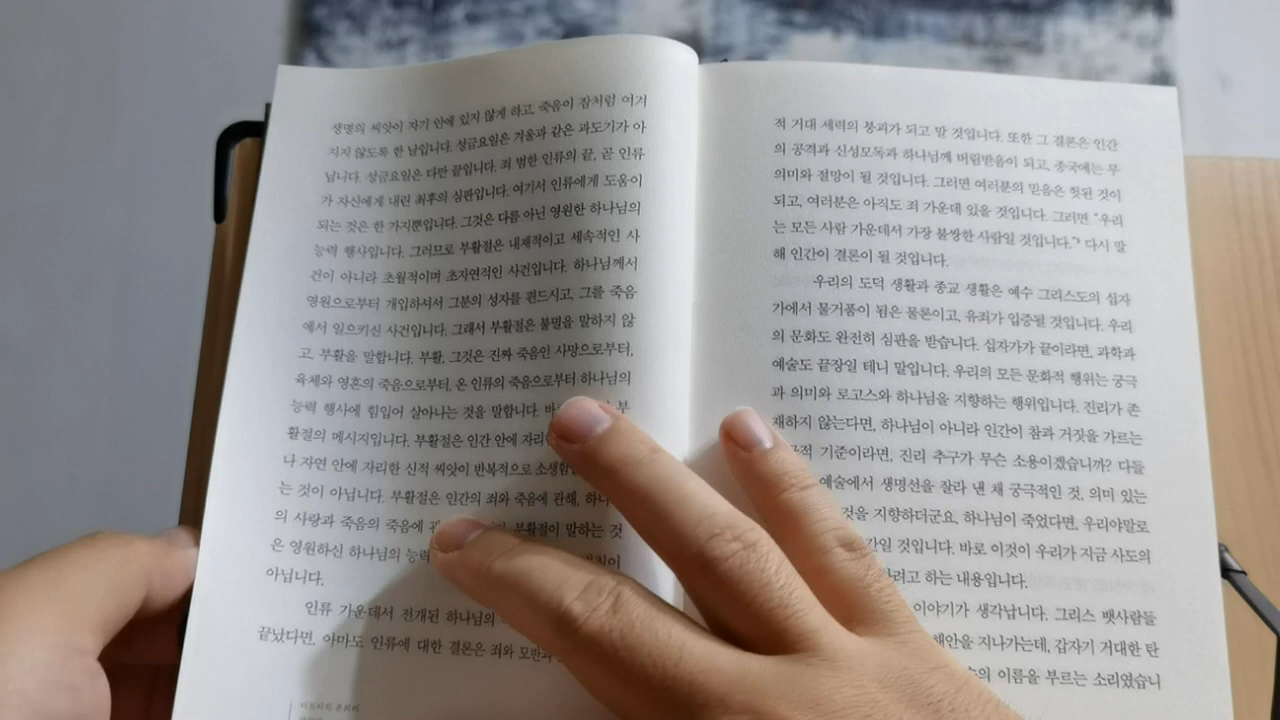 생명의 씨앗이 자기 안에 있지 않게 하고, 죽음이 잠처럼 여겨
지지 않도록 한 날입니다. 성금요일은 겨울과 같은 과도기가 아
닙니다. 성금요일은 다만 끝입니다. 죄 범한 인류의 끝, 곧 인류
가 자신에게 내린 최후의 심판입니다. 여기서 인류에게 도움이
되는 것은 한 가지뿐입니다. 그것은 다름 아닌 영원한 하나님의
능력 행사입니다. 그러므로 부활절은 내재적이고 세속적인 사
건이 아니라 초월적이며 초자연적인 사건입니다. 하나님께서
영원으로부터 개입하셔서 그분의 성자를 편드시고, 그를 죽음
에서 일으키신 사건입니다. 그래서 부활절은 불멸을 말하지 않
고, 부활을 말합니다. 부활, 그것은 진짜 죽음인 사망으로부터,
육체와 영혼의 죽음으로부터, 온 인류의 죽음으로부터 하나님의
능력 행사에 힘입어 살아나는 것을 말합니다. 부
활절의 메시지입니다. 부활절은 인간 안에
나 자연 안에 자리한 신적 씨앗이 반복적으로
는 것이 아닙니다. 부활절은 인간의 죄와 죽음에 관해,
의 사랑과 죽음의 죽음에 부활절이 말하는 것
은 영원하신 하나님의
아닙니다.
인류 가운데서 전개된 하나님의
끝났다면, 아마도 인류에 대한 결론은 죄와
디트리히 본회퍼
적 거대 세력의 붕괴가 되고 말 것입니다. 또한 그 결론은 인간
의 공격과 신성모독과 하나님께 버림받음이 되고, 종국에는 무
의미와 절망이 될 것입니다. 그러면 여러분의 믿음은 헛된 것이
되고, 여러분은 아직도 죄 가운데 있을 것입니다. 그러면 “우리
는 모든 사람 가운데서 가장 불쌍한 사람일 것입니다.” 다시 말
해 인간이 결론이 될 것입니다.
우리의 도덕 생활과 종교 생활은 예수 그리스도의 십자
가에서 물거품이 됨은 물론이고, 유죄가 입증될 것입니다. 우리
의 문화도 완전히 심판을 받습니다. 십자가가 끝이라면, 과학과
예술도 끝장일 테니 말입니다. 우리의 모든 문화적 행위는 궁극
과 의미와 로고스와 하나님을 지향하는 행위입니다. 진리가 존
재하지 않는다면, 하나님이 아니라 인간이 참과 거짓을 가르는
기준이라면, 진리 추구가 무슨 소용이겠습니까? 다들
예술에서 생명선을 잘라 낸 채 궁극적인 것, 의미 있는
것을 지향하더군요. 하나님이 죽었다면, 우리야말로
것입니다. 바로 이것이 우리가 지금 사도의
하는 내용입니다.
이야기가 생각납니다. 그리스 뱃사람들
해안을 지나가는데, 갑자기 거대한 탄
이름을 부르는 소리였습니